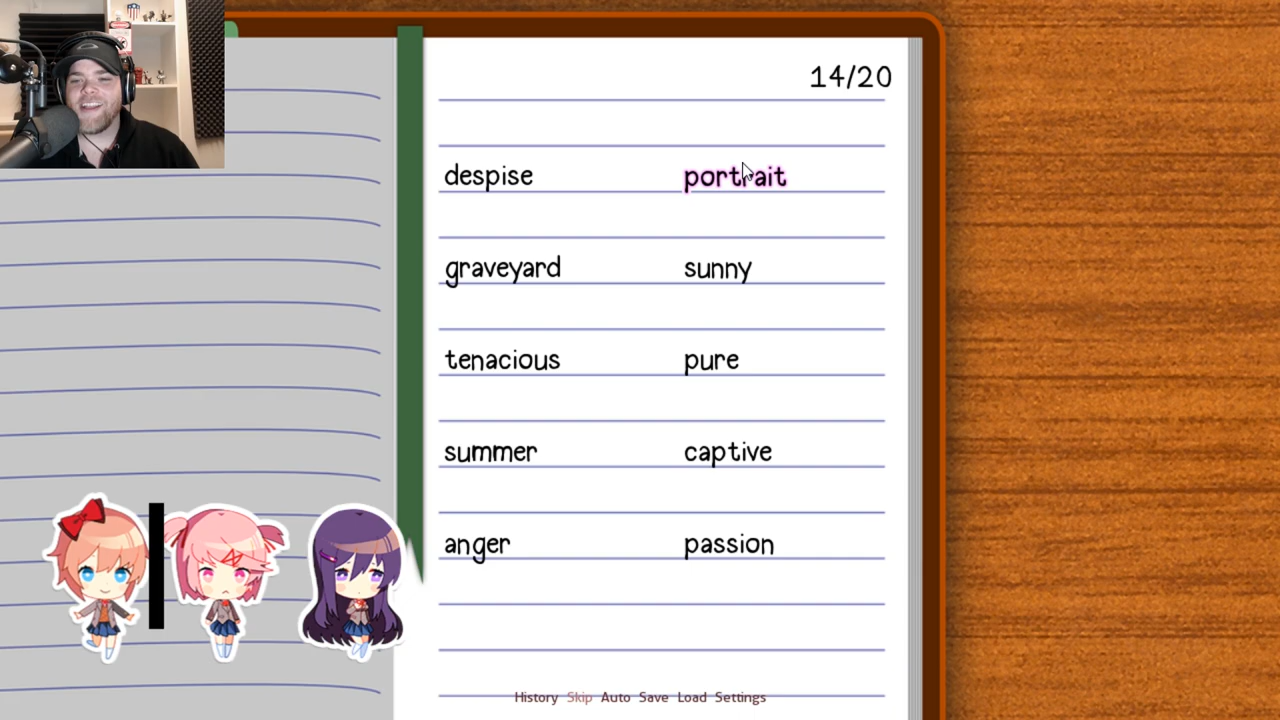 14/20
despise portrait
graveyard sunny
tenacious pure
summer captive
anger passion
History Skip Auto Save Load Settings